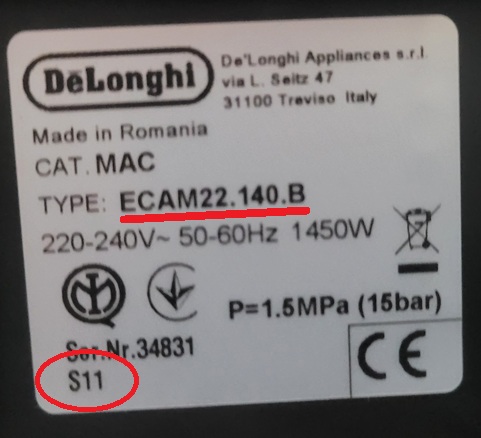 DeLonghi
De'Longhi Appliances s.r.l.
via L. Seitz 47
31100 Treviso Italy
Made in Romania
CAT. MAC
TYPE: ECAM22.140.B
220-240V~ 50-60Hz 1450W
P=1.5MPa (15bar)
Ser.Nr.34831
S11
CE